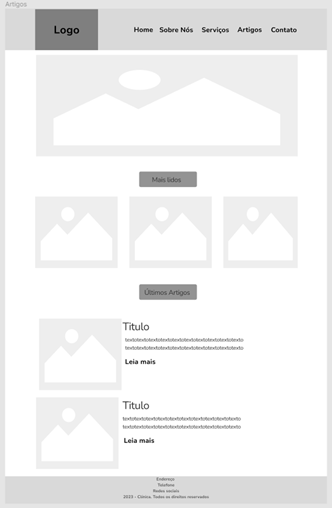 Artigos
Logo
Home Sobre Nós Serviços Artigos Contato
Mais lidos
Últimos Artigos
Titulo
textotextotextotextotextotextotextotextotextotexto
textotextotextotextotextotextotextotextotextotexto
Leia mais
Titulo
textotextotextotextotextotextotextotextotextotexto
textotextotextotextotextotextotextotextotextotexto
Leia mais
Endereço
Telefone
Redes sociais
2023 - Clínica. Todos os direitos reservados